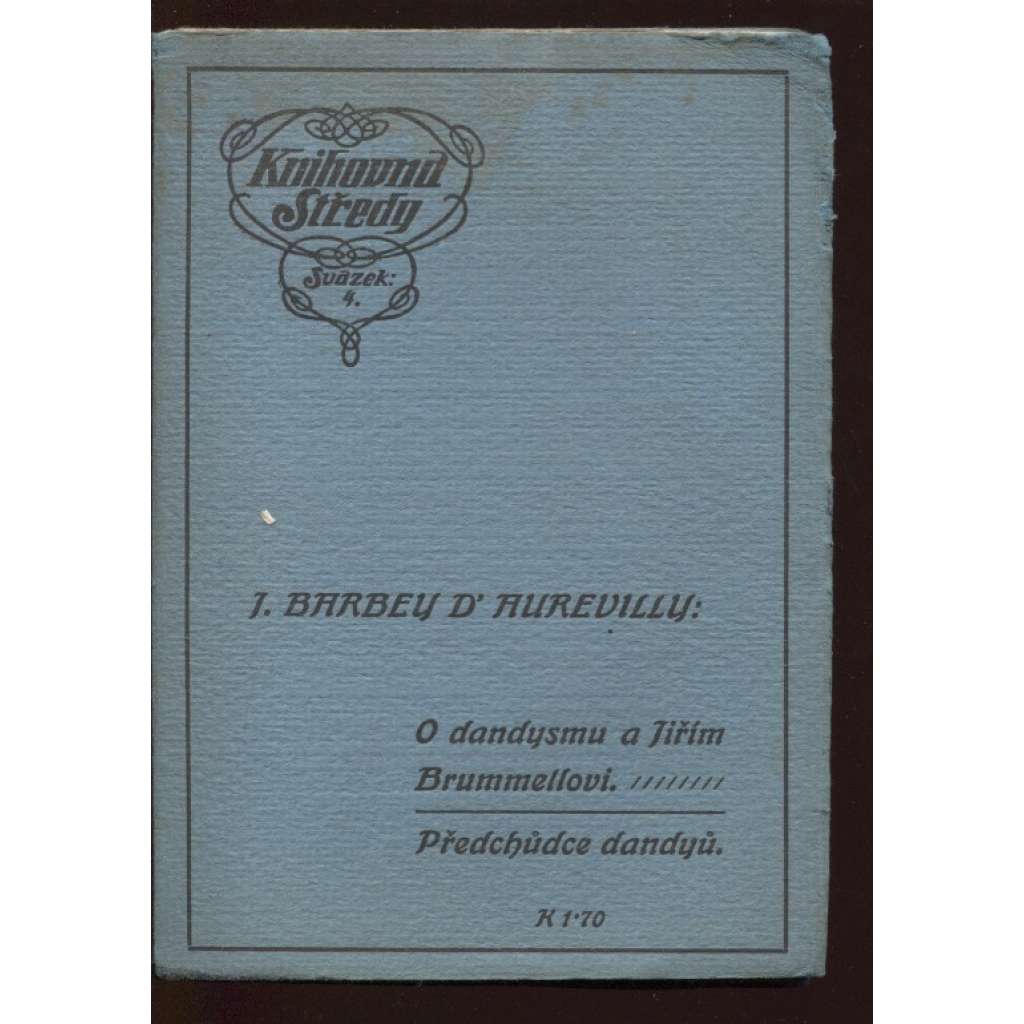 Knihovna
Středy
Svazek:
4.
J. BARBEY D' AUREVILLY:
O dandysmu a Jiřím
Brummellovi. ////////
Předchůdce dandyů.
K 1·70